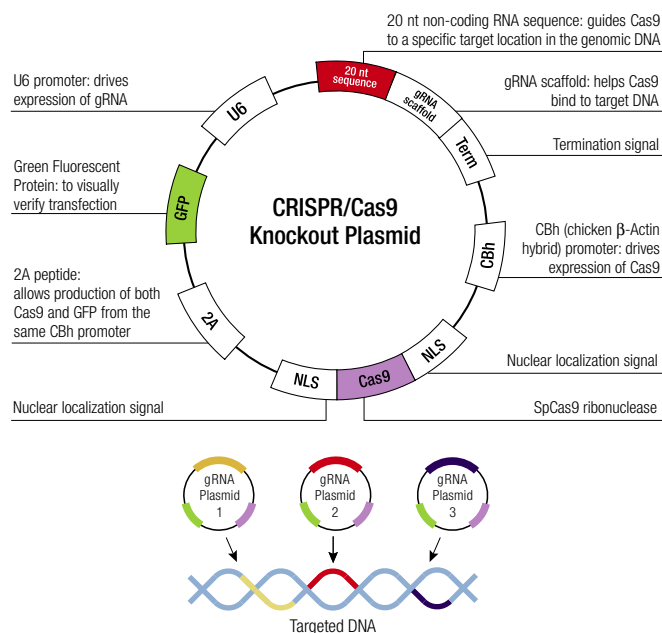 20 nt non-coding RNA sequence: guides Cas9
to a specific target location in the genomic DNA
U6 promoter: drives
expression of gRNA
gRNA scaffold: helps Cas9
bind to target DNA
Termination signal
Green Fluorescent
Protein: to visually
verify transfection
CBh (chicken β-Actin
hybrid) promoter: drives
expression of Cas9
2A peptide:
allows production of both
Cas9 and GFP from the
same CBh promoter
Nuclear localization signal
Nuclear localization signal
SpCas9 ribonuclease
20 nt
sequence
gRNA
scaffold
Term
CBh
NLS
Cas9
NLS
2A
GFP
U6
CRISPR/Cas9
Knockout Plasmid
gRNA
Plasmid
1
gRNA
Plasmid
2
gRNA
Plasmid
3
Targeted DNA